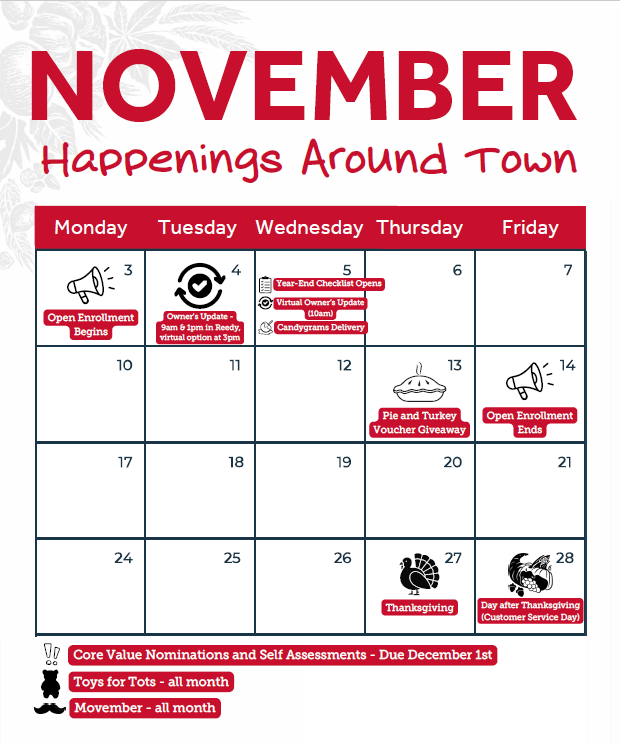 NOVEMBER
Happenings Around Town
Monday Tuesday Wednesday Thursday Friday
3 4 5 6 7
Open Enrollment
Begins
Owner's Update -
9am & 1pm in Reedy,
virtual option at 3pm
Year-End Checklist Opens
Virtual Owner's Update
(10am)
Candygrams Delivery
10 11 12 13 14
Pie and Turkey
Voucher Giveaway
Open Enrollment
Ends
17 18 19 20 21
24 25 26 27 28
Thanksgiving
Day after Thanksgiving
(Customer Service Day)
Core Value Nominations and Self Assessments - Due December 1st
Toys for Tots - all month
Movember - all month